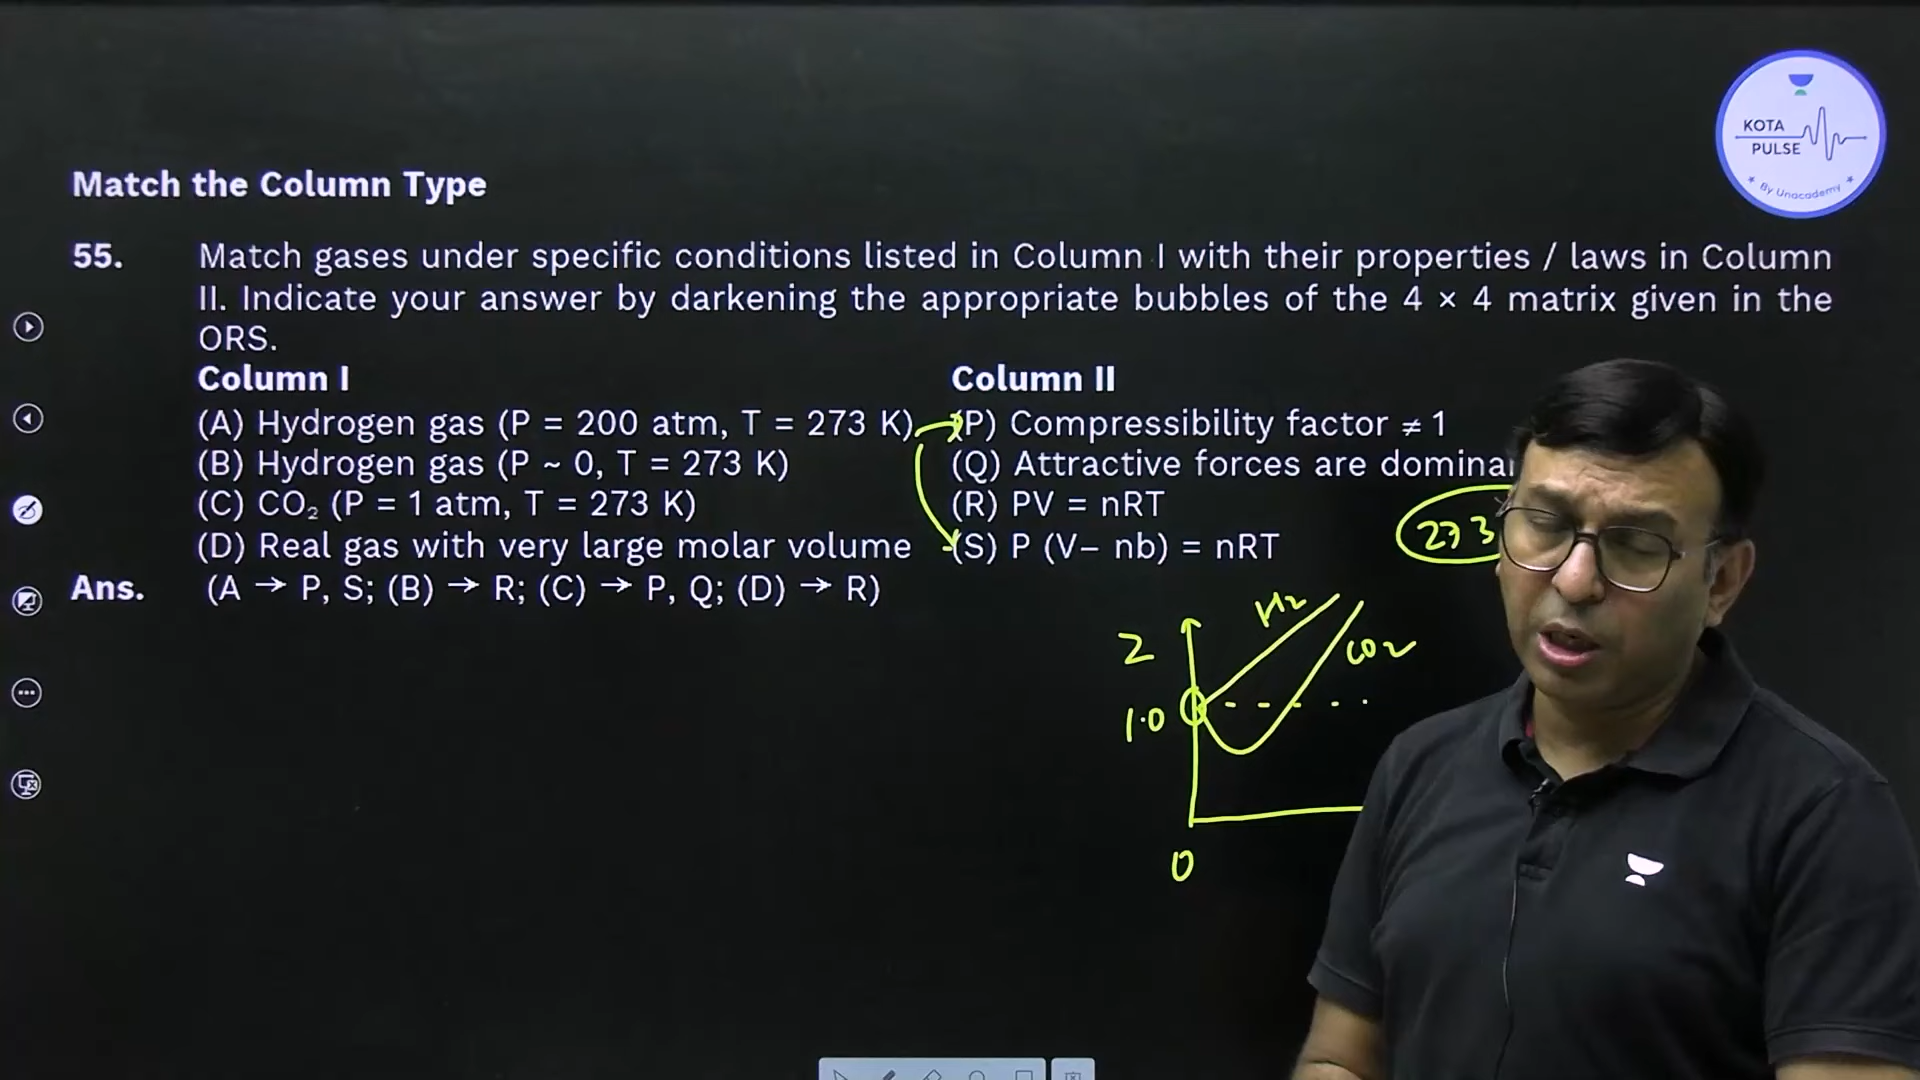 KOTA
PULSE
By Unacademy
Match the Column Type
55. Match gases under specific conditions listed in Column I with their properties / laws in Column
II. Indicate your answer by darkening the appropriate bubbles of the 4 × 4 matrix given in the
ORS.
Column I Column II
(A) Hydrogen gas (P = 200 atm, T = 273 K) (P) Compressibility factor ≠ 1
(B) Hydrogen gas (P ~ 0, T = 273 K) (Q) Attractive forces are
(C) CO₂ (P = 1 atm, T = 273 K) (R) PV = nRT
(D) Real gas with very large molar volume (S) P (V– nb) = nRT
273
Ans. (A → P, S; (B) → R; (C) → P, Q; (D) → R)
H2
Z
CO2
1.0
0